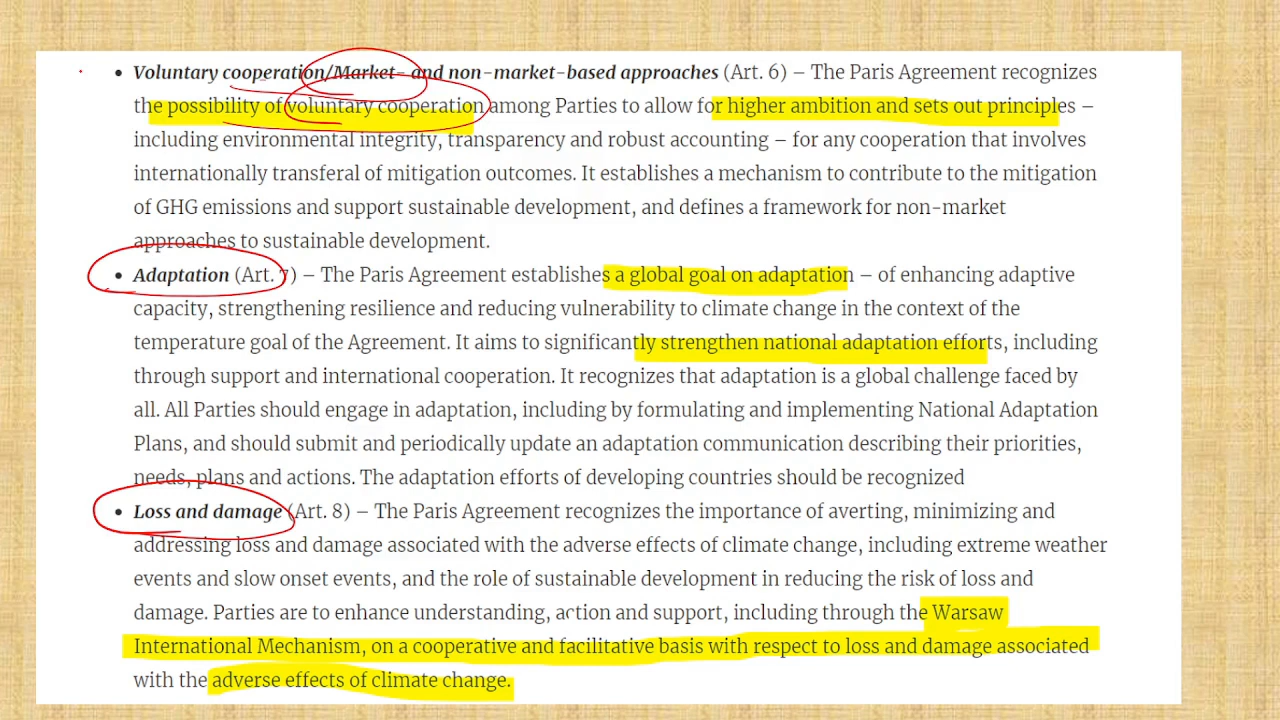 • Voluntary cooperation/Market- and non-market-based approaches (Art. 6) – The Paris Agreement recognizes
the possibility of voluntary cooperation among Parties to allow for higher ambition and sets out principles –
including environmental integrity, transparency and robust accounting – for any cooperation that involves
internationally transferal of mitigation outcomes. It establishes a mechanism to contribute to the mitigation
of GHG emissions and support sustainable development, and defines a framework for non-market
approaches to sustainable development.
• Adaptation (Art. 7) – The Paris Agreement establishes a global goal on adaptation – of enhancing adaptive
capacity, strengthening resilience and reducing vulnerability to climate change in the context of the
temperature goal of the Agreement. It aims to significantly strengthen national adaptation efforts, including
through support and international cooperation. It recognizes that adaptation is a global challenge faced by
all. All Parties should engage in adaptation, including by formulating and implementing National Adaptation
Plans, and should submit and periodically update an adaptation communication describing their priorities,
needs, plans and actions. The adaptation efforts of developing countries should be recognized
• Loss and damage (Art. 8) – The Paris Agreement recognizes the importance of averting, minimizing and
addressing loss and damage associated with the adverse effects of climate change, including extreme weather
events and slow onset events, and the role of sustainable development in reducing the risk of loss and
damage. Parties are to enhance understanding, action and support, including through the Warsaw
International Mechanism, on a cooperative and facilitative basis with respect to loss and damage associated
with the adverse effects of climate change.